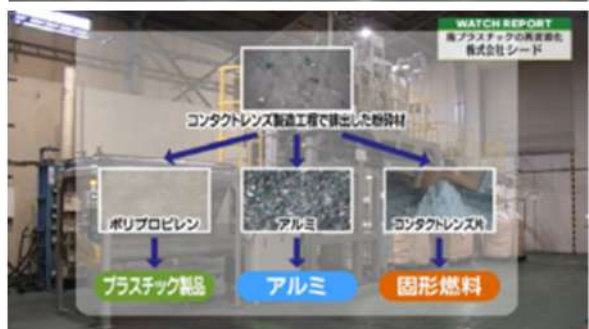 WATCH REPORT
廃プラスチックの再資源化
株式会社シード
コンタクトレンズ製造工程で排出した粉砕材
ポリプロピレン
アルミ
コンタクトレンズ片
プラスチック製品
アルミ
固形燃料